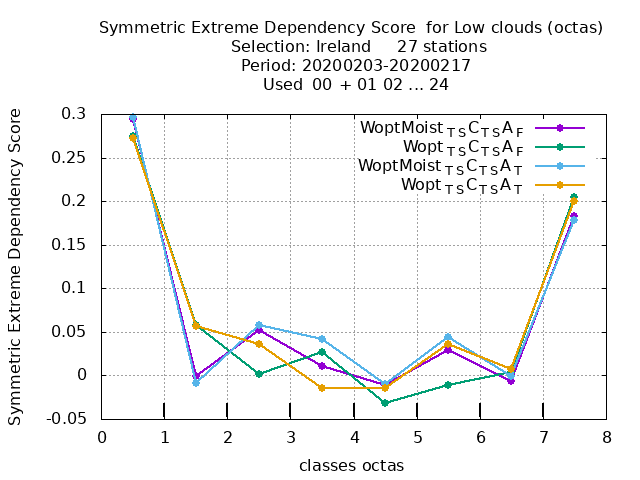 Symmetric Extreme Dependency Score for Low clouds (octas)
Selection: Ireland 27 stations
Period: 20200203-20200217
Used 00 + 01 02 ... 24
Symmetric Extreme Dependency Score
0.3
0.25
0.2
0.15
0.1
0.05
0
-0.05
WoptMoist TS C TS A F
Wopt TS C TS A F
WoptMoist TS C TS A T
Wopt TS C TS A T
0 1 2 3 4 5 6 7 8
classes octas